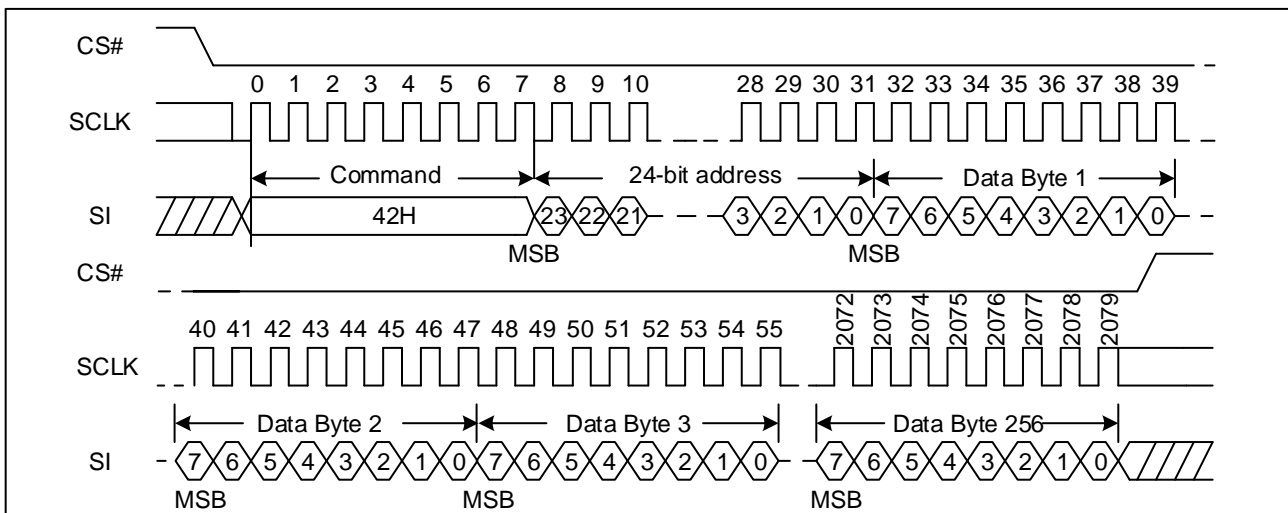 CS#
0 1 2 3 4 5 6 7 8 9 10 28 29 30 31 32 33 34 35 36 37 38 39
SCLK
Command 24-bit address Data Byte 1
SI 42H 23 22 21 3 2 1 0 7 6 5 4 3 2 1 0
MSB MSB
CS#
40 41 42 43 44 45 46 47 48 49 50 51 52 53 54 55 2072 2073 2074 2075 2076 2077 2078 2079
SCLK
Data Byte 2 Data Byte 3 Data Byte 256
SI 7 6 5 4 3 2 1 0 7 6 5 4 3 2 1 0 7 6 5 4 3 2 1 0
MSB MSB MSB